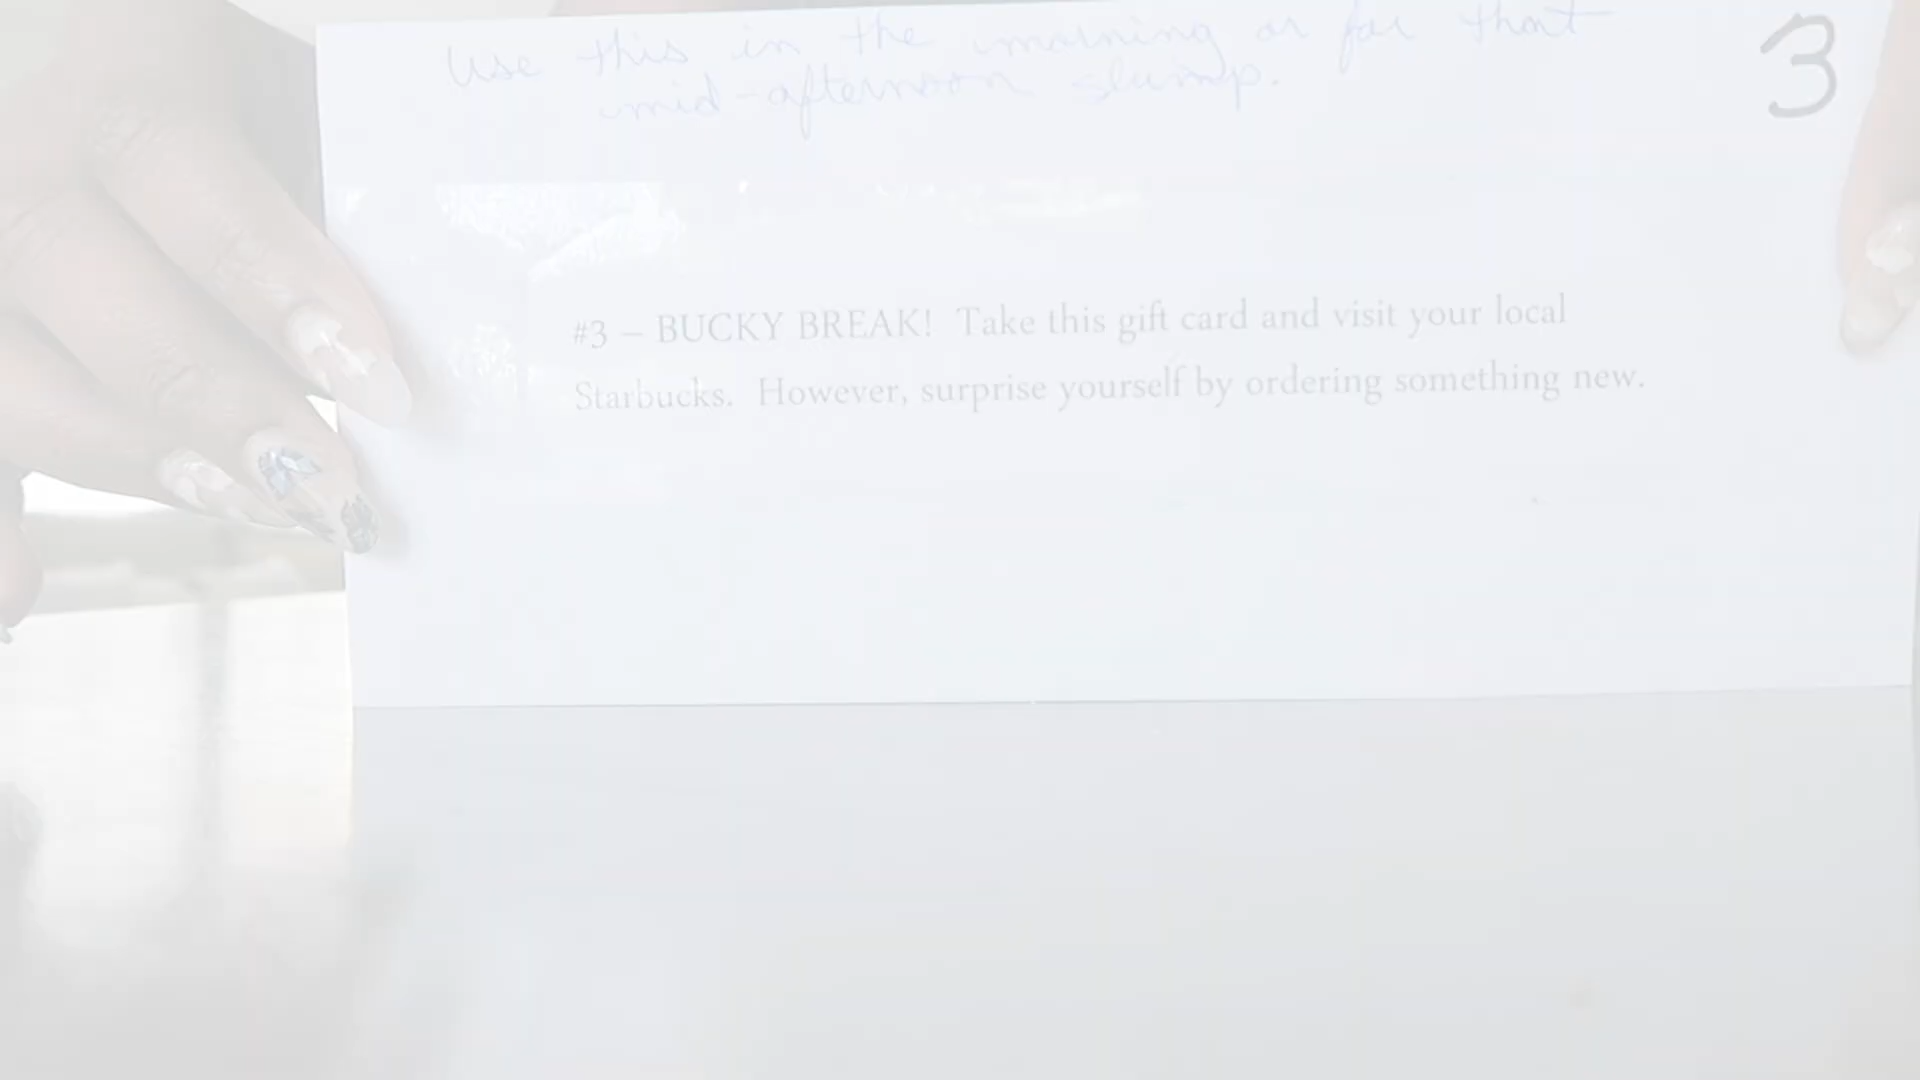 Use this in the morning or for that
mid-afternoon slump.
3
#3 – BUCKY BREAK! Take this gift card and visit your local
Starbucks. However, surprise yourself by ordering something new.